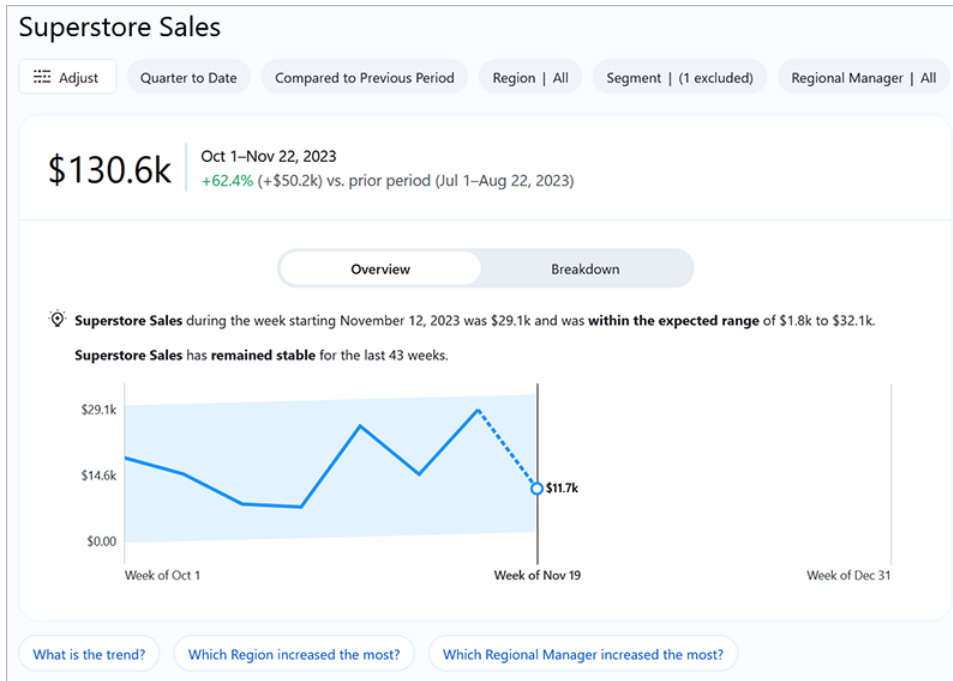 Superstore Sales
Adjust
Quarter to Date
Compared to Previous Period
Region | All
Segment | (1 excluded)
Regional Manager | All
$130.6k
Oct 1–Nov 22, 2023
+62.4% (+$50.2k) vs. prior period (Jul 1–Aug 22, 2023)
Overview
Breakdown
Superstore Sales during the week starting November 12, 2023 was $29.1k and was within the expected range of $1.8k to $32.1k.
Superstore Sales has remained stable for the last 43 weeks.
$29.1k
$14.6k
$11.7k
$0.00
Week of Oct 1
Week of Nov 19
Week of Dec 31
What is the trend?
Which Region increased the most?
Which Regional Manager increased the most?